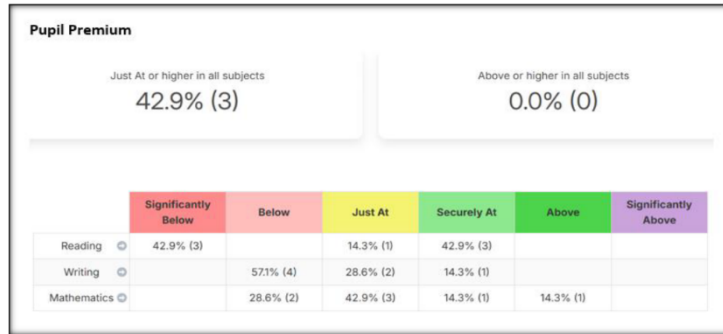 Pupil Premium
Just At or higher in all subjects
42.9% (3)
Above or higher in all subjects
0.0% (0)
Significantly Below Below Just At Securely At Above Significantly Above
Reading 42.9% (3) 14.3% (1) 42.9% (3)
Writing 57.1% (4) 28.6% (2) 14.3% (1)
Mathematics 28.6% (2) 42.9% (3) 14.3% (1) 14.3% (1)